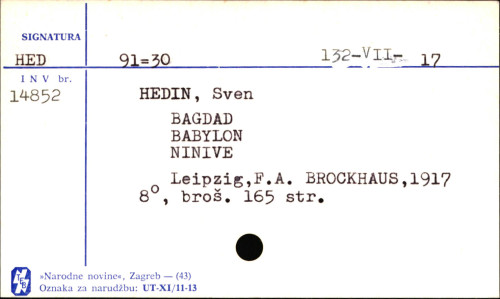 SIGNATURA
HED 91=30 132-VII- 17
INV br.
14852
HEDIN, Sven
BAGDAD
BABYLON
NINIVE
Leipzig,F.A. BROCKHAUS,1917
8°, broš. 165 str.
»Narodne novine«, Zagreb — (43)
Oznaka za narudžbu: UT-XI/11-13